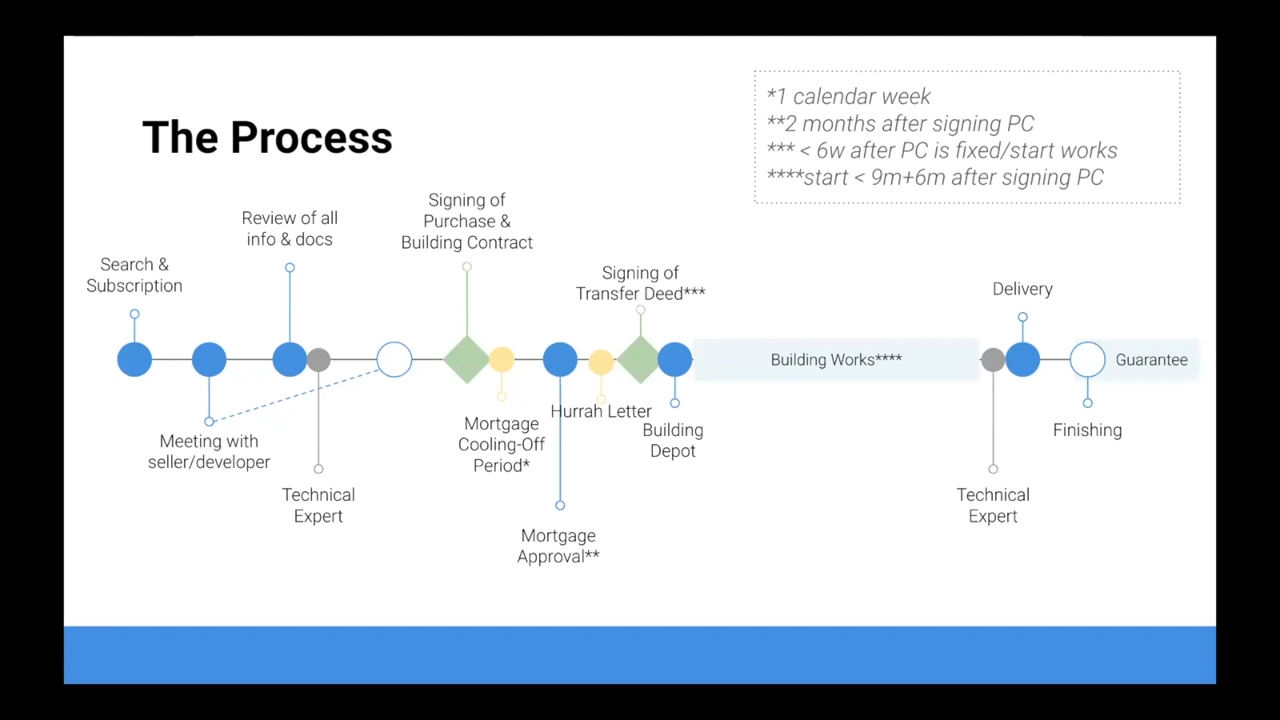 The Process
*1 calendar week
**2 months after signing PC
*** < 6w after PC is fixed/start works
****start < 9m+6m after signing PC
Search &
Subscription
Meeting with
seller/developer
Review of all
info & docs
Technical
Expert
Signing of
Purchase &
Building Contract
Mortgage
Cooling-Off
Period*
Mortgage
Approval**
Hurrah Letter
Signing of
Transfer Deed***
Building
Depot
Building Works****
Technical
Expert
Delivery
Finishing
Guarantee